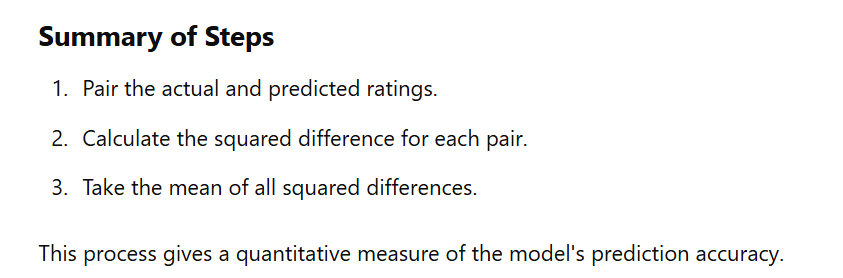 Summary of Steps
1. Pair the actual and predicted ratings.
2. Calculate the squared difference for each pair.
3. Take the mean of all squared differences.
This process gives a quantitative measure of the model's prediction accuracy.